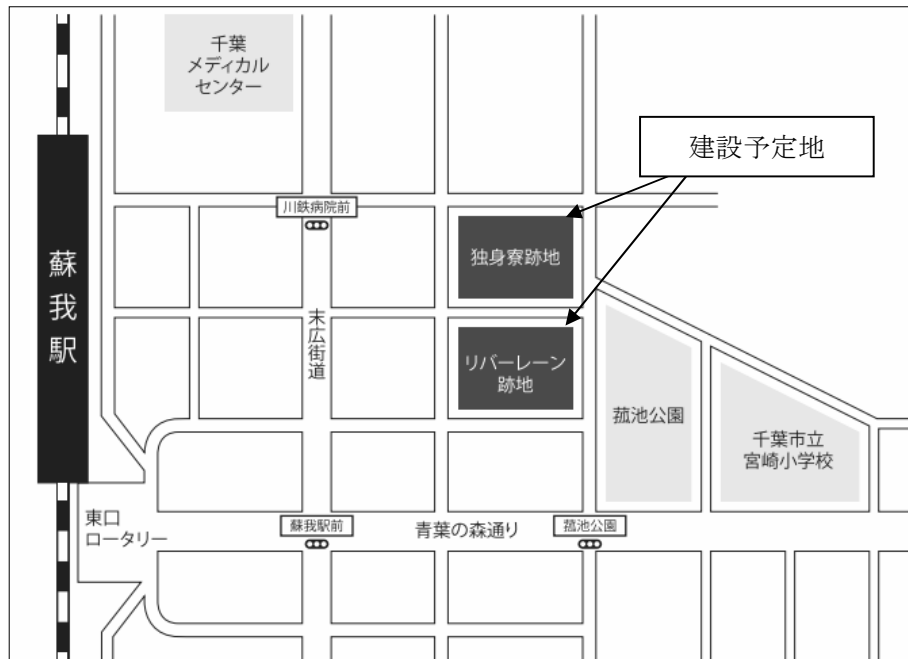 千葉
メディカル
センター
建設予定地
川鉄病院前
独身寮跡地
蘇我駅
末広街道
リバーレーン
跡地
菰池公園
千葉市立
宮崎小学校
東口
ロータリー
蘇我駅前
青葉の森通り
菰池公園